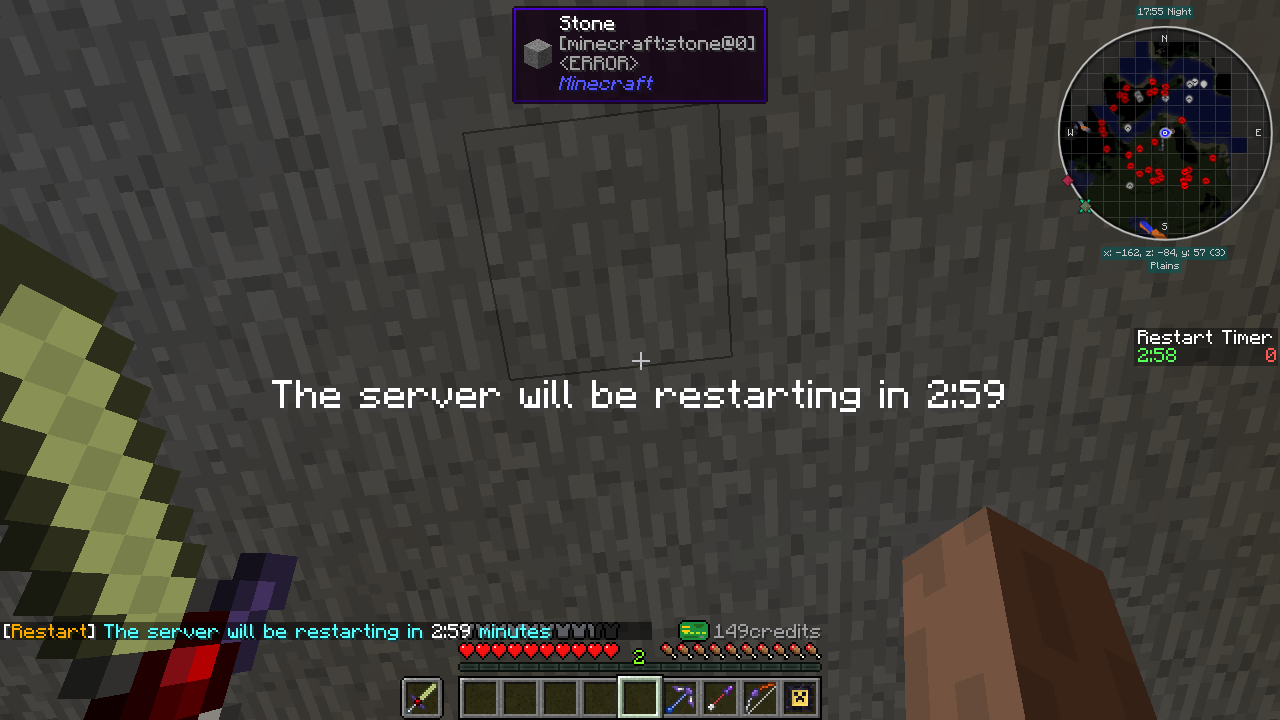 17:55 Night
N
Stone
[minecraft:stone@0]
<ERROR>
Minecraft
W
E
S
x: -162, z: -84, y: 57 (3)
Plains
Restart Timer
2:58 0
The server will be restarting in 2:59
[Restart] The server will be restarting in 2:59 minutes
149credits
2